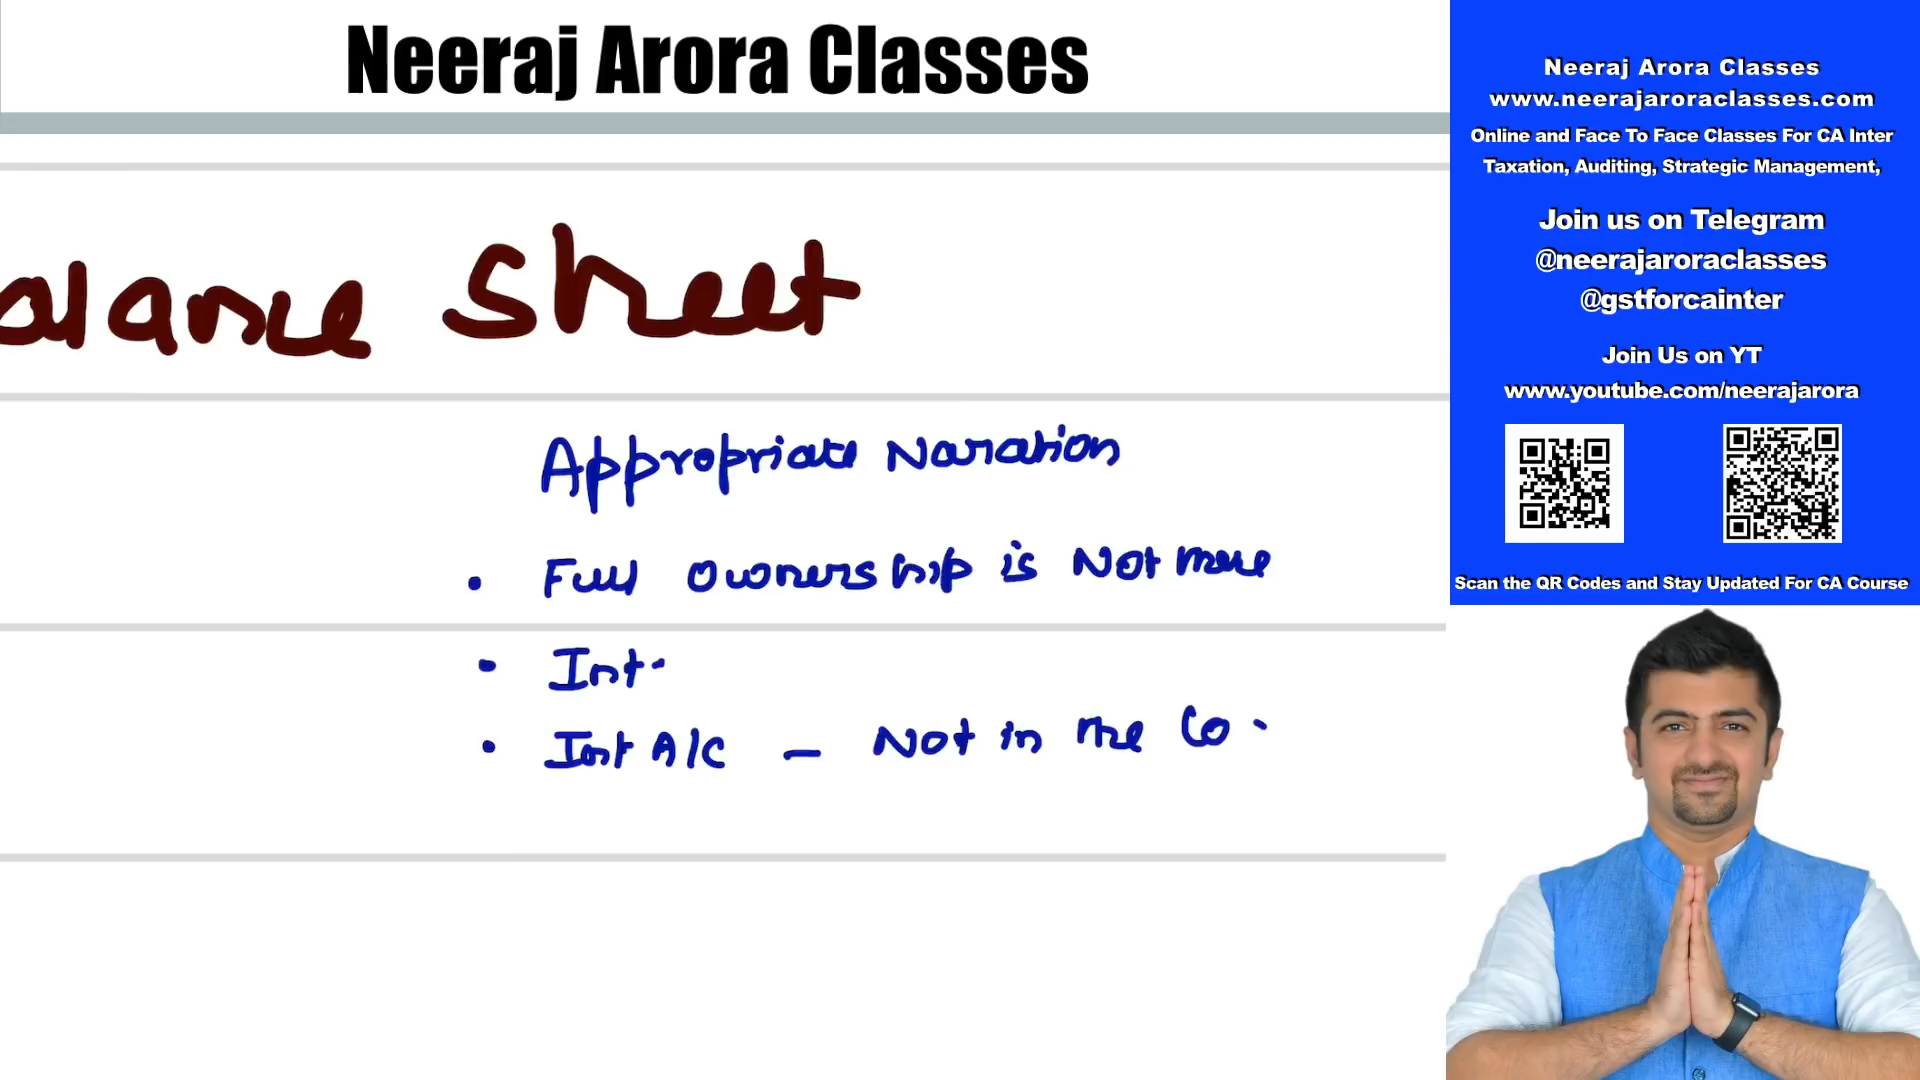 Neeraj Arora Classes
alance Sheet
Appropriate Naration
• Full ownership is Not there
• Int.
• Int A/C - Not in the Co.
Neeraj Arora Classes
www.neerajaroraclasses.com
Online and Face To Face Classes For CA Inter
Taxation, Auditing, Strategic Management,
Join us on Telegram
@neerajaroraclasses
@gstforcainter
Join Us on YT
www.youtube.com/neerajarora
Scan the QR Codes and Stay Updated For CA Course